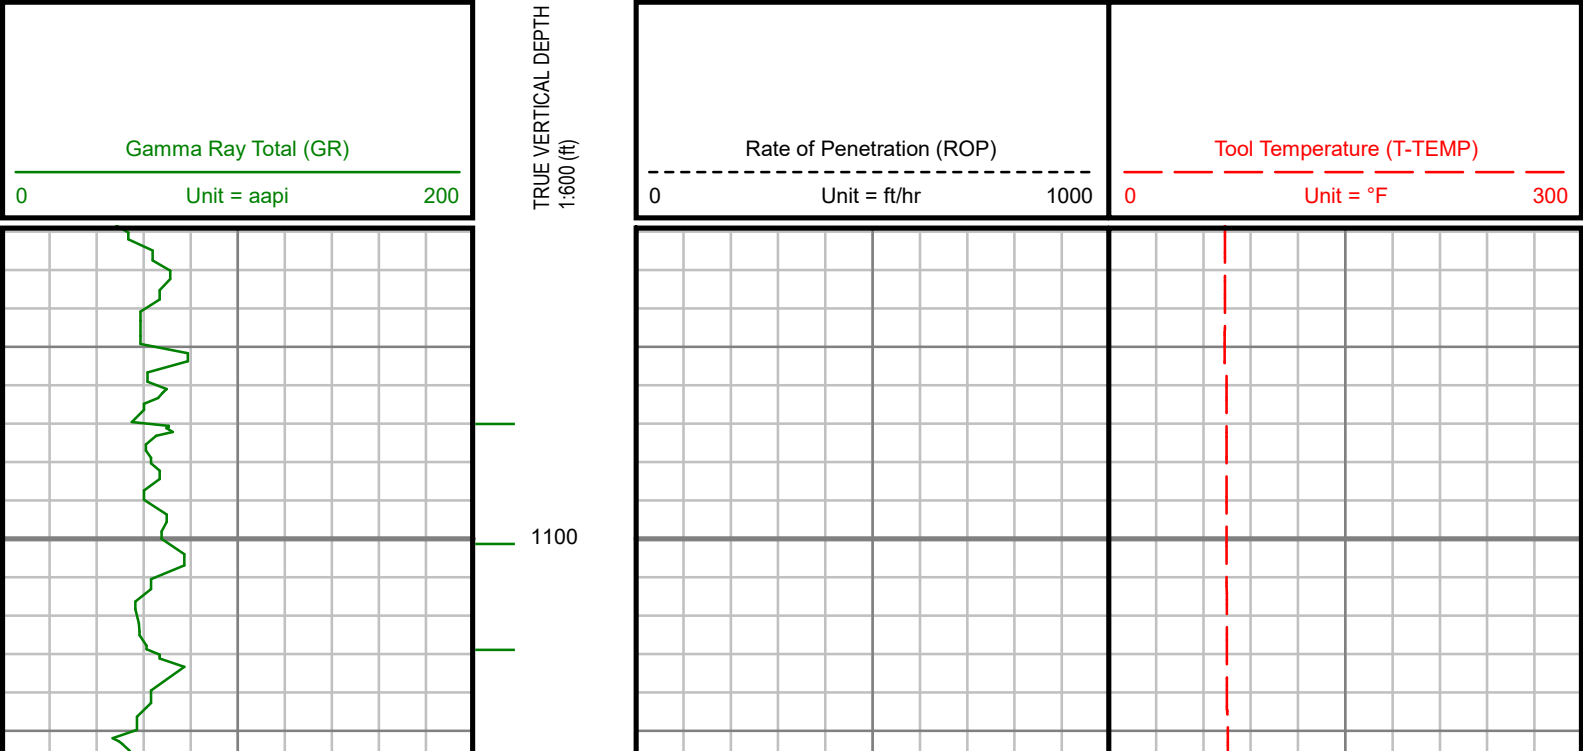 Gamma Ray Total (GR)
0 Unit = aapi 200
TRUE VERTICAL DEPTH
1:600 (ft)
Rate of Penetration (ROP)
0 Unit = ft/hr 1000
Tool Temperature (T-TEMP)
0 Unit = °F 300
1100